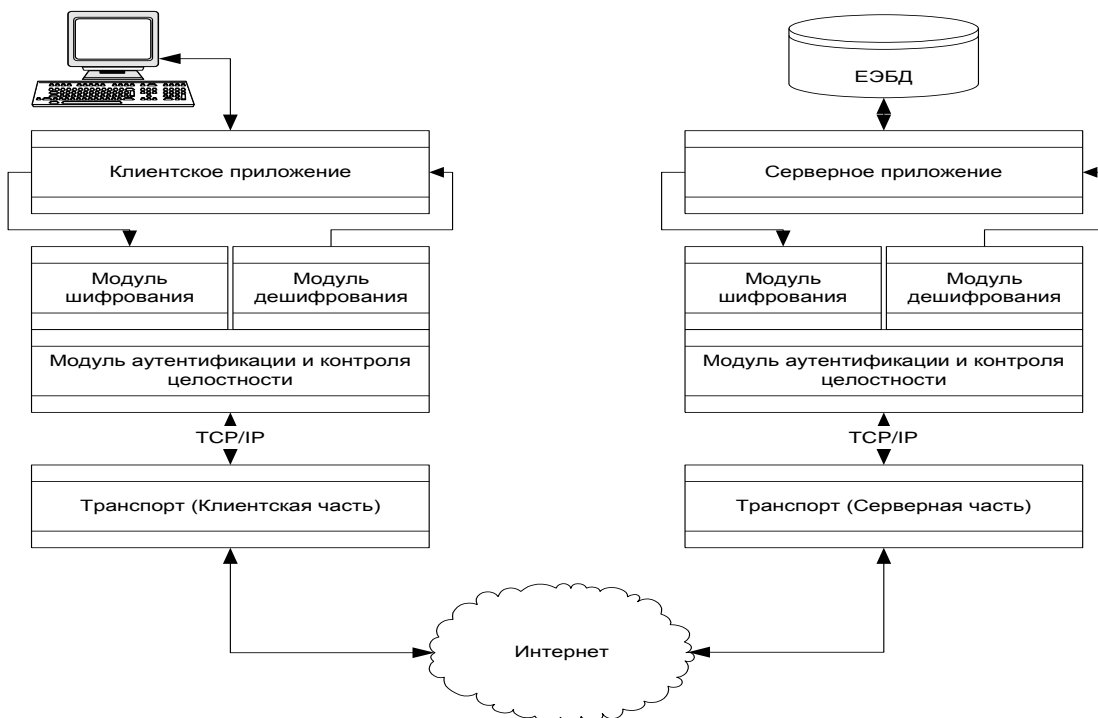 ЕЭБД
Клиентское приложение
Серверное приложение
Модуль
шифрования
Модуль
дешифрования
Модуль
шифрования
Модуль
дешифрования
Модуль аутентификации и контроля
целостности
Модуль аутентификации и контроля
целостности
TCP/IP
TCP/IP
Транспорт (Клиентская часть)
Транспорт (Серверная часть)
Интернет